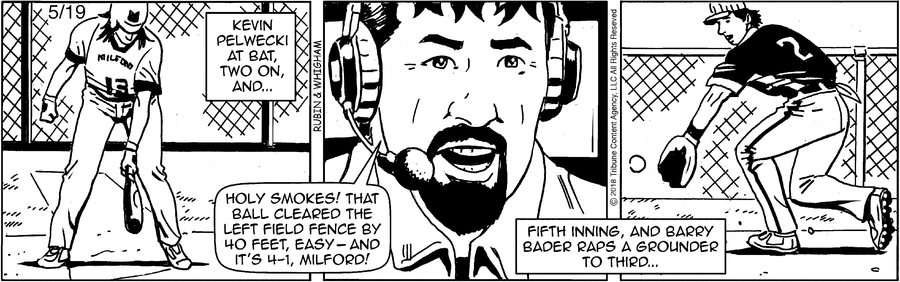 5/19
KEVIN
PELWECKI
AT BAT,
TWO ON,
AND...
MILFORD
13
RUBIN & WHIGHAM
HOLY SMOKES! THAT
BALL CLEARED THE
LEFT FIELD FENCE BY
40 FEET, EASY–AND
IT'S 4-1, MILFORD!
FIFTH INNING, AND BARRY
BADER RAPS A GROUNDER
TO THIRD...
© 2018 Tribune Content Agency, LLC All Rights Reseved
2